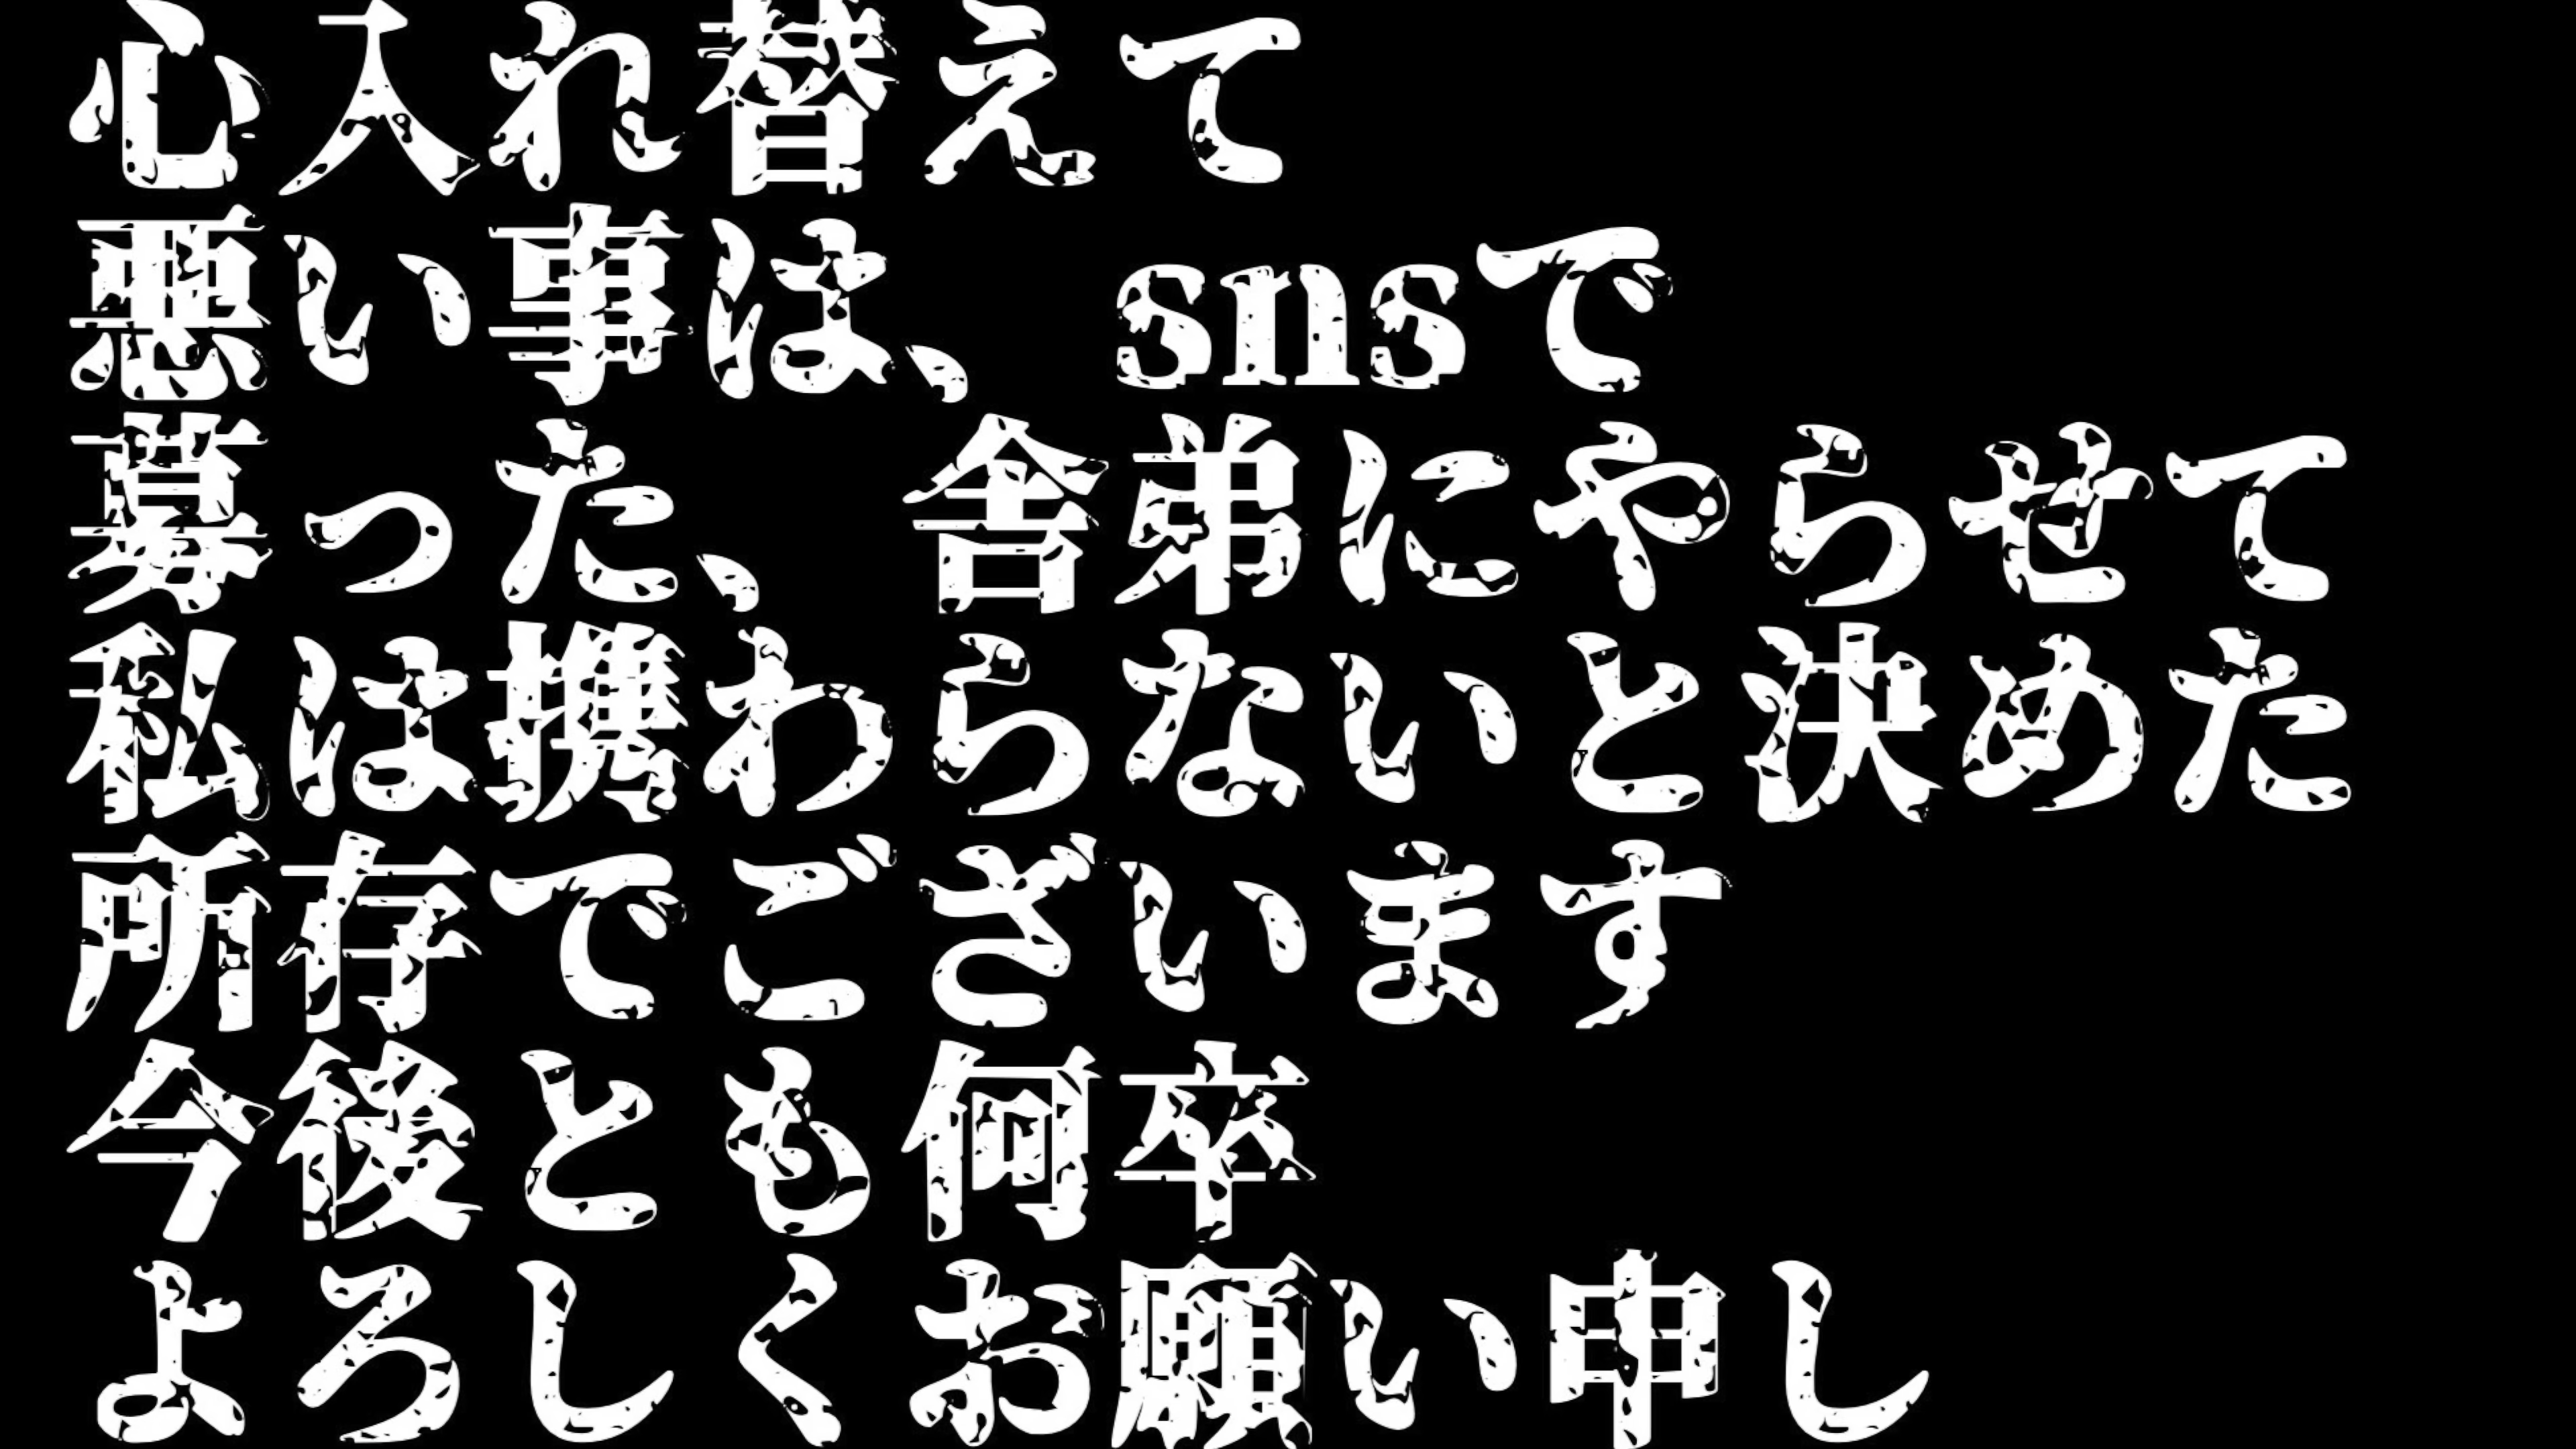 心入れ替えて
悪い事は、snsで
募った、舎弟にやらせて
私は携わらないと決めた
所存でございます
今後とも何卒
よろしくお願い申し